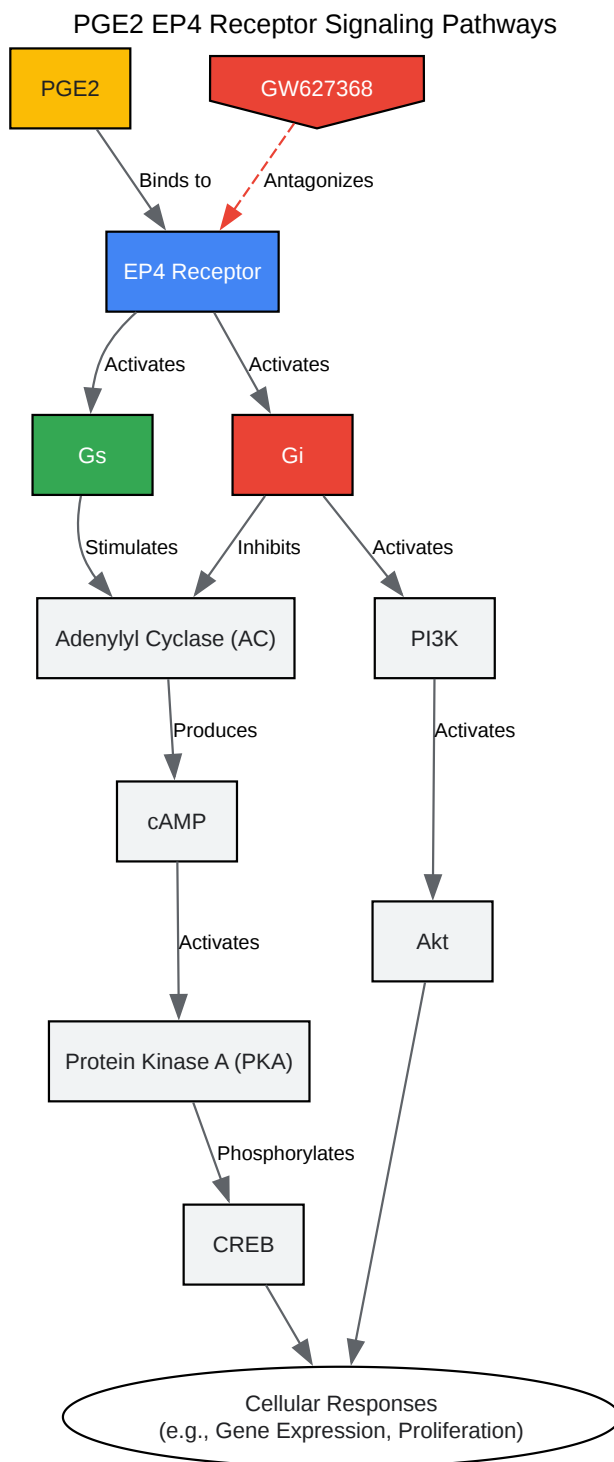 PGE2 EP4 Receptor Signaling Pathways
PGE2
GW627368
Binds to
Antagonizes
EP4 Receptor
Activates
Activates
Gs
Gi
Stimulates
Inhibits
Activates
Adenylyl Cyclase (AC)
PI3K
Produces
Activates
cAMP
Akt
Activates
Protein Kinase A (PKA)
Phosphorylates
CREB
Cellular Responses
(e.g., Gene Expression, Proliferation)